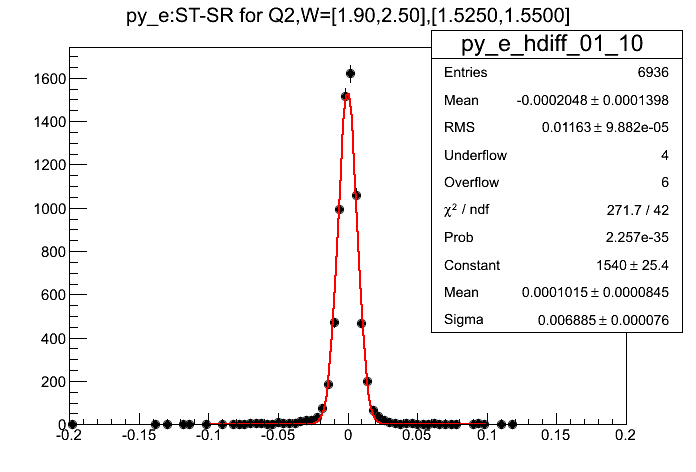 py_e:ST-SR for Q2,W=[1.90,2.50],[1.5250,1.5500]
py_e_hdiff_01_10
Entries 6936
Mean -0.0002048 ± 0.0001398
RMS 0.01163 ± 9.882e-05
Underflow 4
Overflow 6
χ² / ndf 271.7 / 42
Prob 2.257e-35
Constant 1540 ± 25.4
Mean 0.0001015 ± 0.0000845
Sigma 0.006885 ± 0.000076
1600
1400
1200
1000
800
600
400
200
0
-0.2 -0.15 -0.1 -0.05 0 0.05 0.1 0.15 0.2